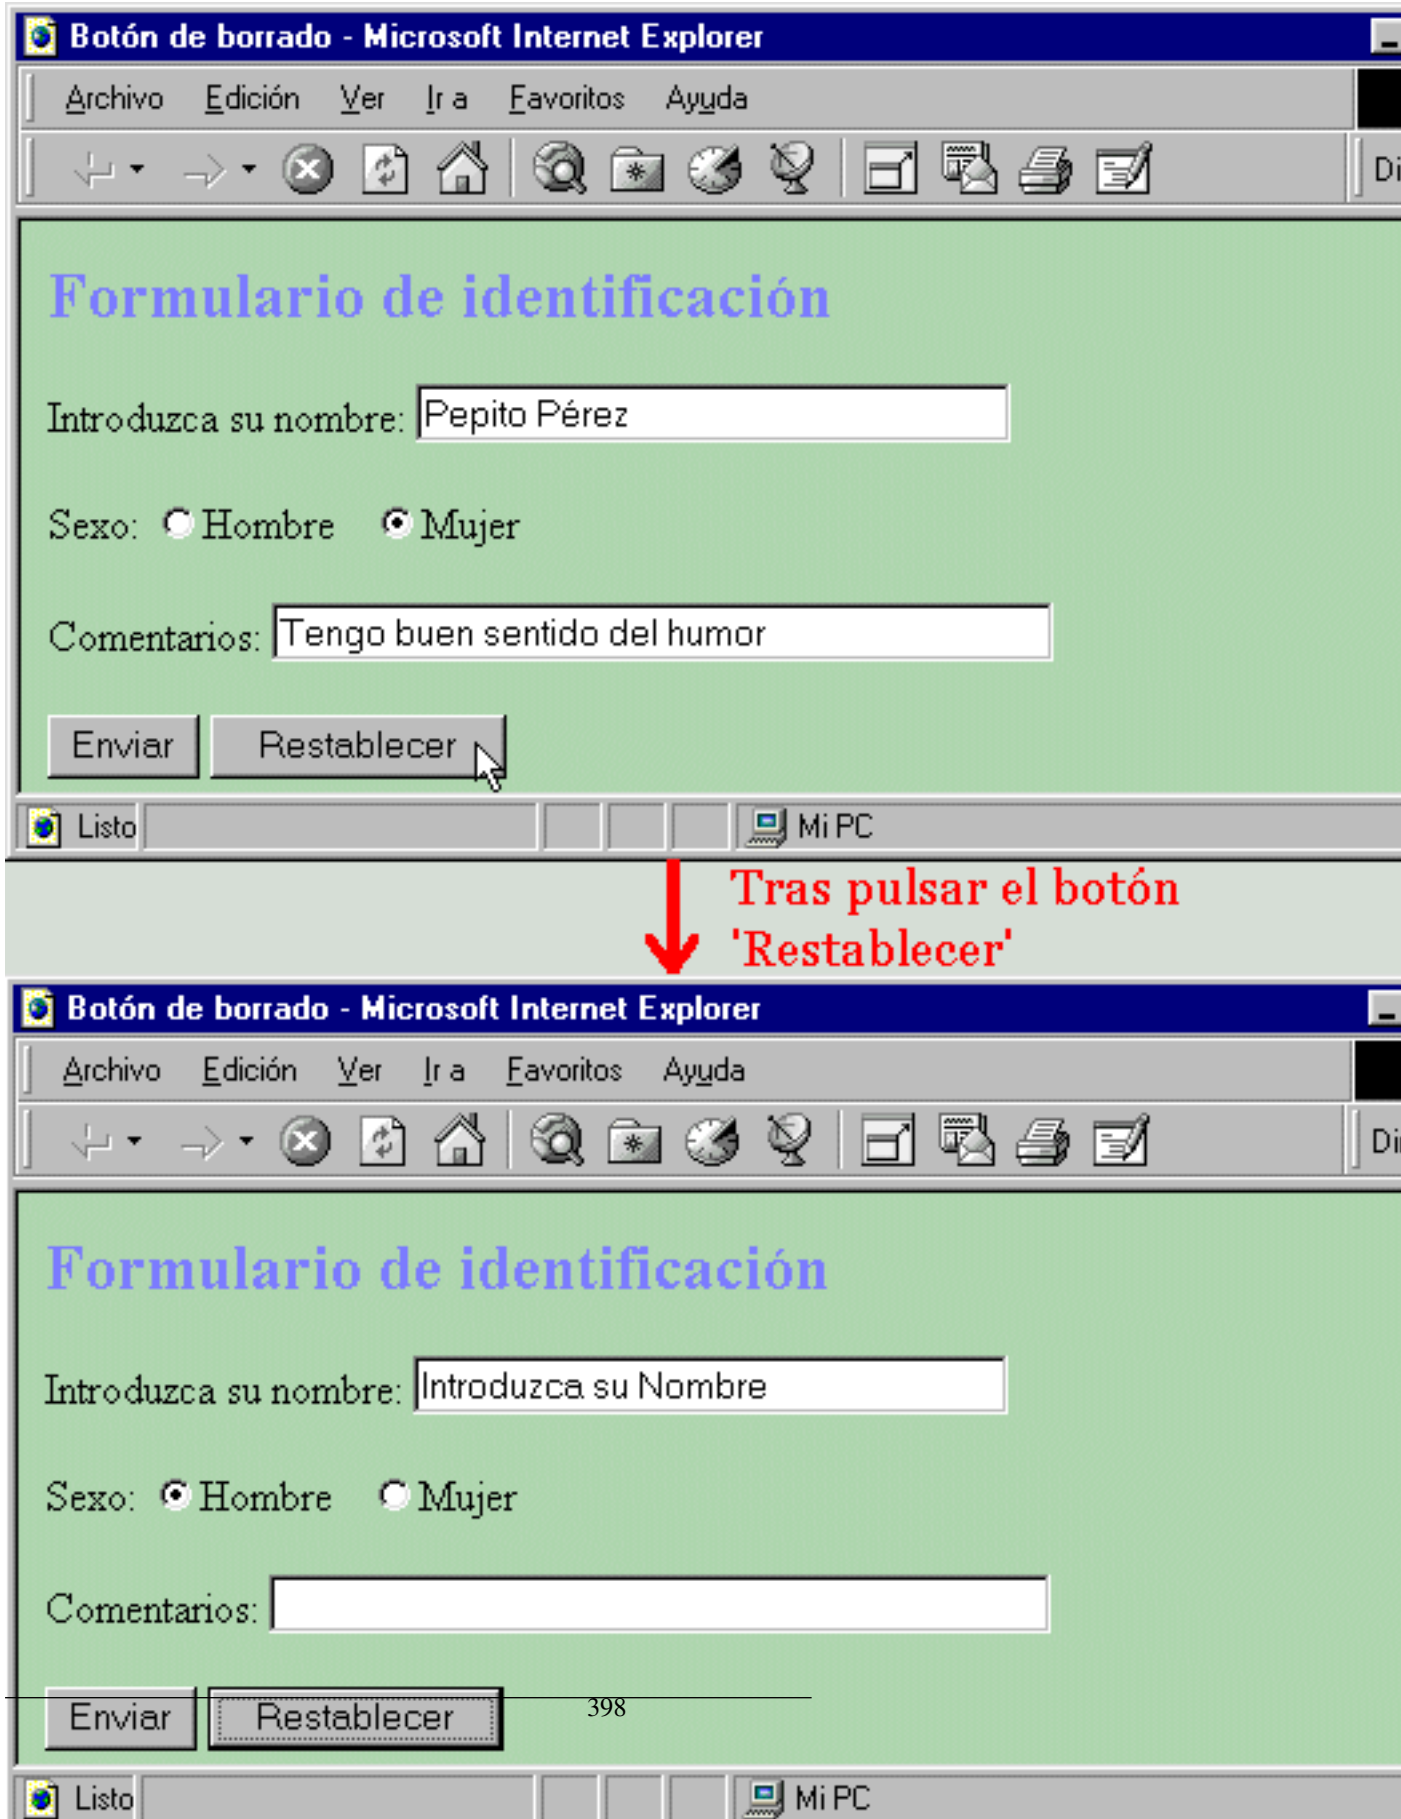 Botón de borrado - Microsoft Internet Explorer
Archivo Edición Ver Ir a Favoritos Ayuda
Di
Formulario de identificación
Introduzca su nombre: Pepito Pérez
Sexo: Hombre Mujer
Comentarios: Tengo buen sentido del humor
Enviar Restablecer
Listo Mi PC
Tras pulsar el botón
'Restablecer'
Botón de borrado - Microsoft Internet Explorer
Archivo Edición Ver Ir a Favoritos Ayuda
Di
Formulario de identificación
Introduzca su nombre: Introduzca su Nombre
Sexo: Hombre Mujer
Comentarios:
Enviar Restablecer 398
Listo Mi PC